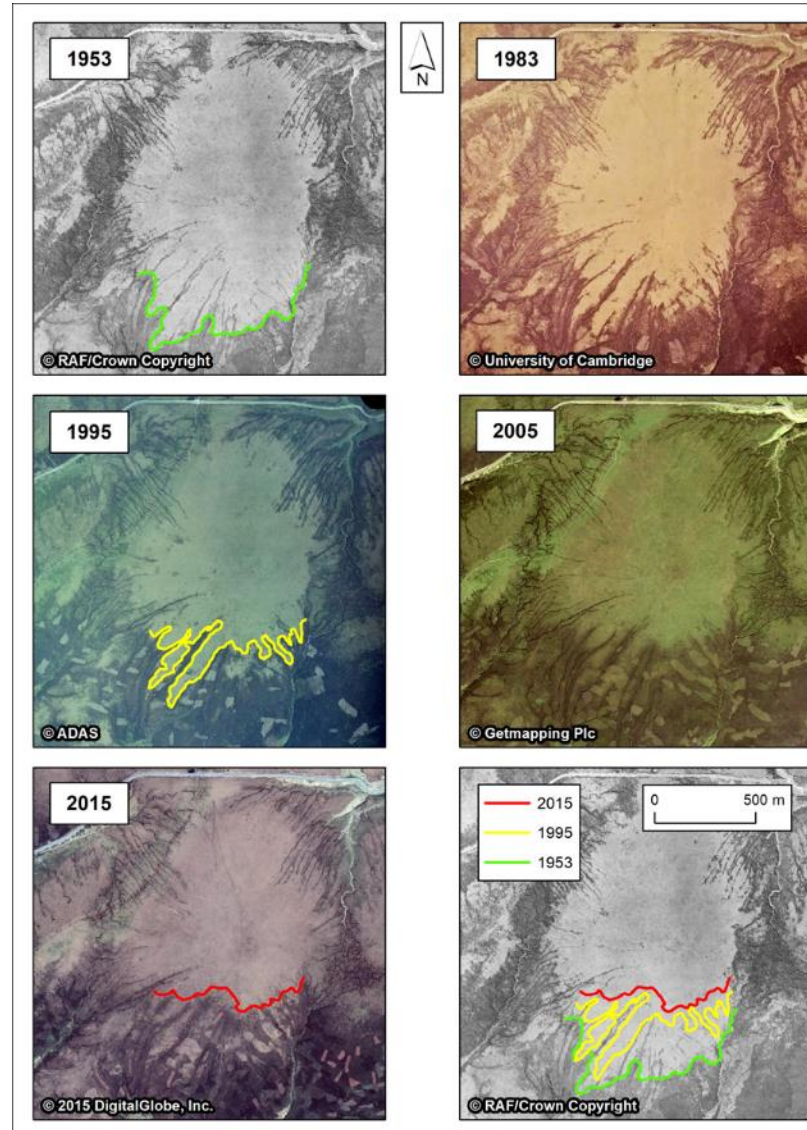 1953
N
1983
© RAF/Crown Copyright
© University of Cambridge
1995
2005
© ADAS
© Getmapping Plc
2015
2015
1995
1953
0 500 m
© 2015 DigitalGlobe, Inc.
© RAF/Crown Copyright